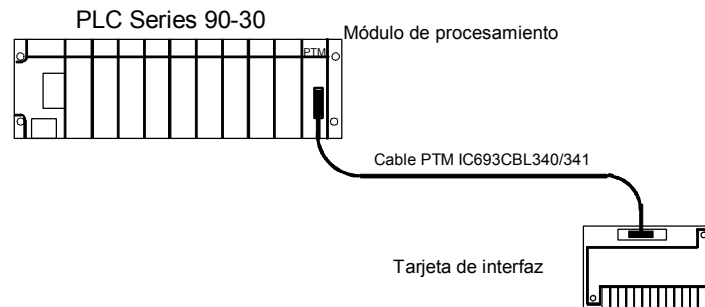 PLC Series 90-30
Módulo de procesamiento
PTM
Cable PTM IC693CBL340/341
Tarjeta de interfaz